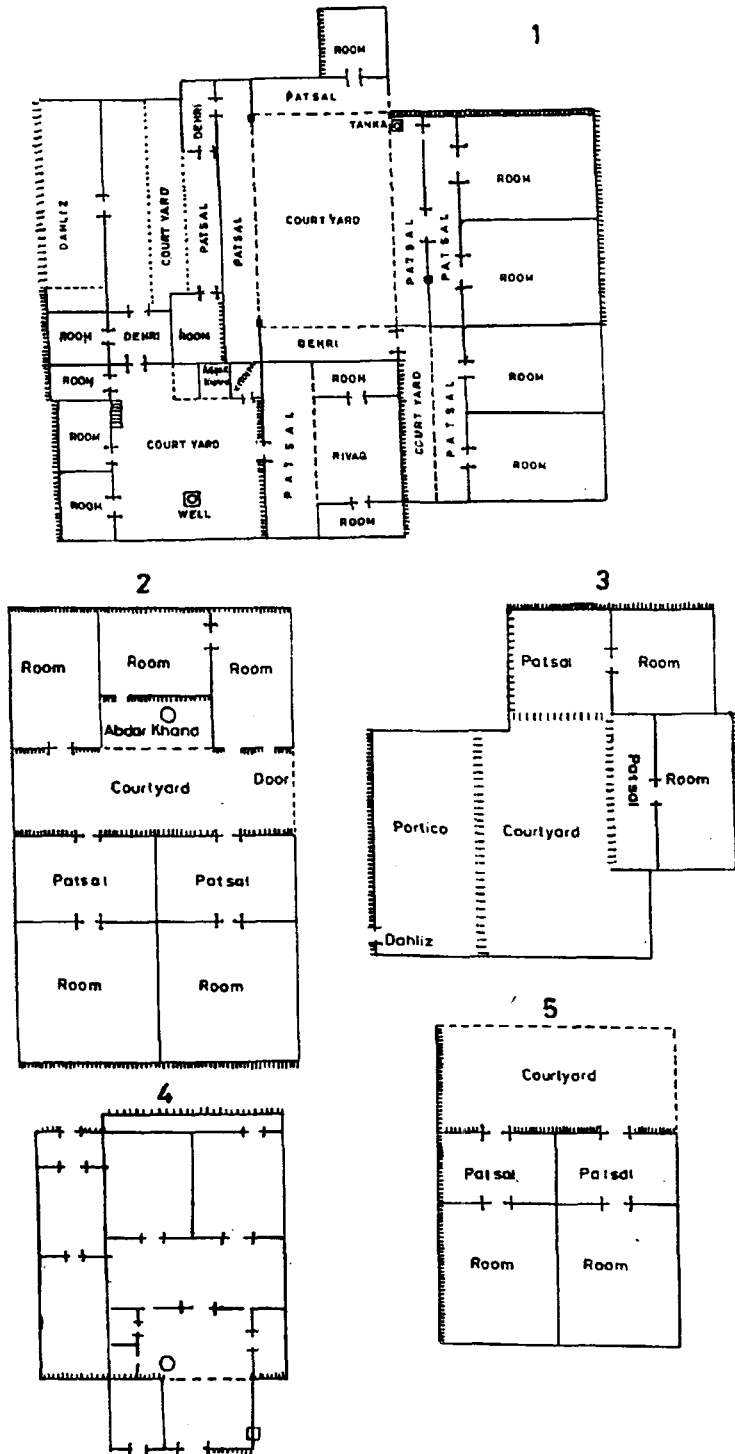 1
ROOM
PATSAL
DEHRI
TANKA
DAHLIZ
COURT YARD
PATSAL
PATSAL
COURTYARD
PATSAL
PATSAL
ROOM
ROOM
ROOM
DEHRI
ROOM
DEHRI
ROOM
ROOM
COURT YARD
PATSAL
ROOM
ROOM
COURT YARD
PATSAL
RIVAQ
ROOM
ROOM
WELL
ROOM
2
Room
Room
Room
Abdar Khana
Courtyard
Door
Patsal
Patsal
Room
Room
3
Patsal
Room
Patsal
Room
Portico
Courtyard
Dahliz
4
5
Courtyard
Patsal
Patsal
Room
Room